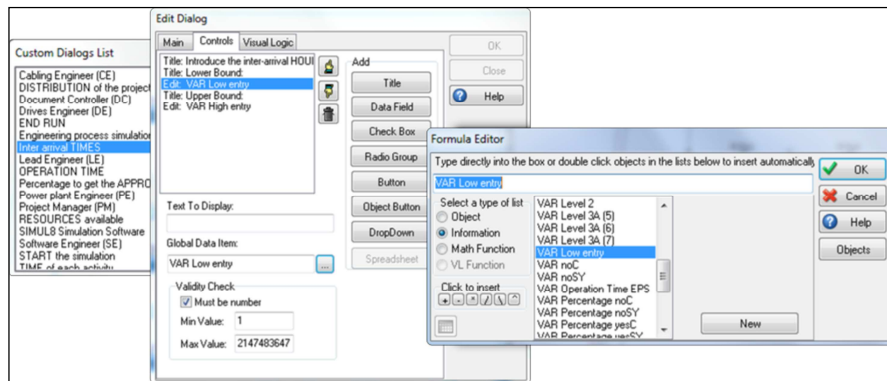 Edit Dialog
Main Controls Visual Logic
Title: Introduce the inter-arrival HOUI
Title: Lower Bound:
Edit: VAR Low entry
Title: Upper Bound:
Edit: VAR High entry
Text To Display:
Global Data Item:
VAR Low entry
...
Validity Check
Must be number
Min Value: 1
Max Value: 2147483647
Add
Title
Data Field
Check Box
Radio Group
Button
Object Button
DropDown
Spreadsheet
OK
Close
Help
Custom Dialogs List
Cabling Engineer (CE)
DISTRIBUTION of the project
Document Controller (DC)
Drives Engineer (DE)
END RUN
Engineering process simulation
Inter arrival TIMES
Lead Engineer (LE)
OPERATION TIME
Percentage to get the APPRO
Power plant Engineer (PE)
Project Manager (PM)
RESOURCES available
SIMUL8 Simulation Software
Software Engineer (SE)
START the simulation
TIME of each activity
Formula Editor
Type directly into the box or double click objects in the lists below to insert automatically
VAR Low entry
Select a type of list
Object
Information
Math Function
VL Function
Click to insert
+ - * / \ ^
VAR Level 2
VAR Level 3A (5)
VAR Level 3A (6)
VAR Level 3A (7)
VAR Low entry
VAR noC
VAR noSY
VAR Operation Time EPS
VAR Percentage noC
VAR Percentage noSY
VAR Percentage yesC
VAR Percentage yesSY
New
OK
Cancel
Help
Objects